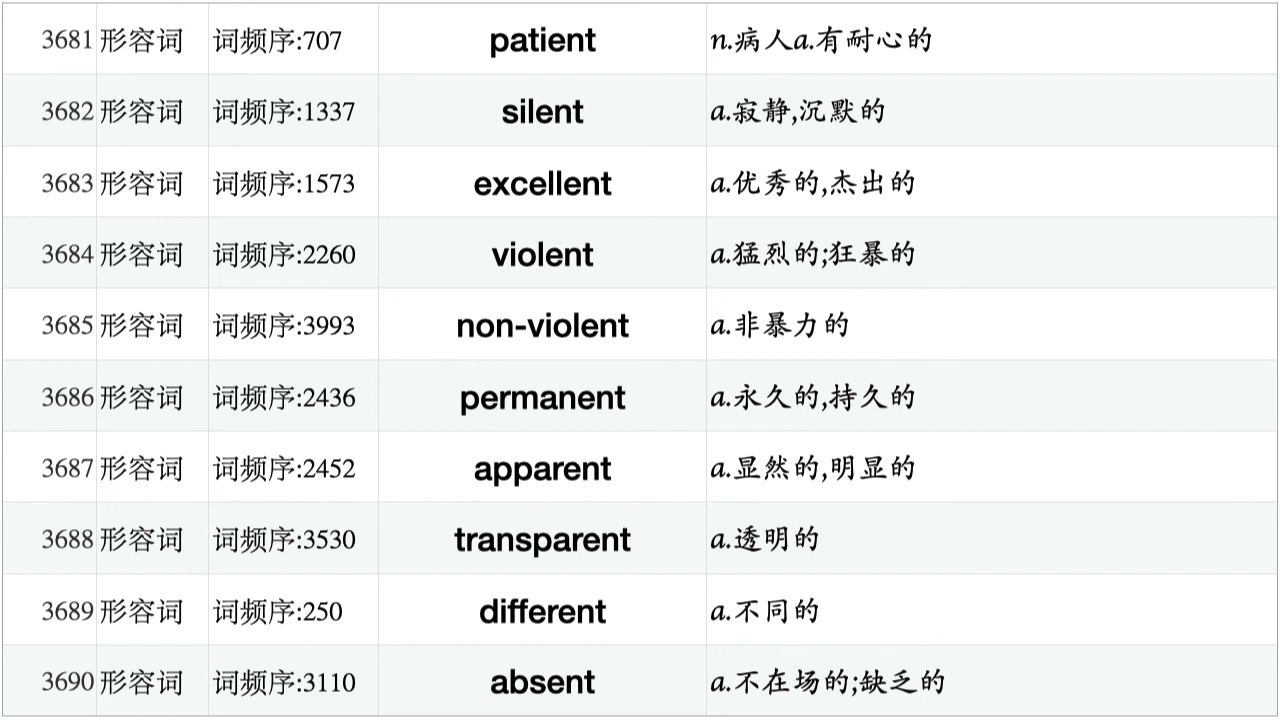 3681 形容词 词频序:707 patient n.病人a.有耐心的
3682 形容词 词频序:1337 silent a.寂静,沉默的
3683 形容词 词频序:1573 excellent a.优秀的,杰出的
3684 形容词 词频序:2260 violent a.猛烈的;狂暴的
3685 形容词 词频序:3993 non-violent a.非暴力的
3686 形容词 词频序:2436 permanent a.永久的,持久的
3687 形容词 词频序:2452 apparent a.显然的,明显的
3688 形容词 词频序:3530 transparent a.透明的
3689 形容词 词频序:250 different a.不同的
3690 形容词 词频序:3110 absent a.不在场的;缺乏的